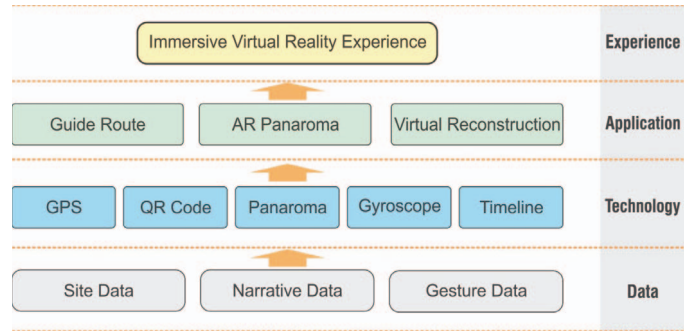 Immersive Virtual Reality Experience
Experience
Guide Route
AR Panaroma
Virtual Reconstruction
Application
GPS
QR Code
Panaroma
Gyroscope
Timeline
Technology
Site Data
Narrative Data
Gesture Data
Data